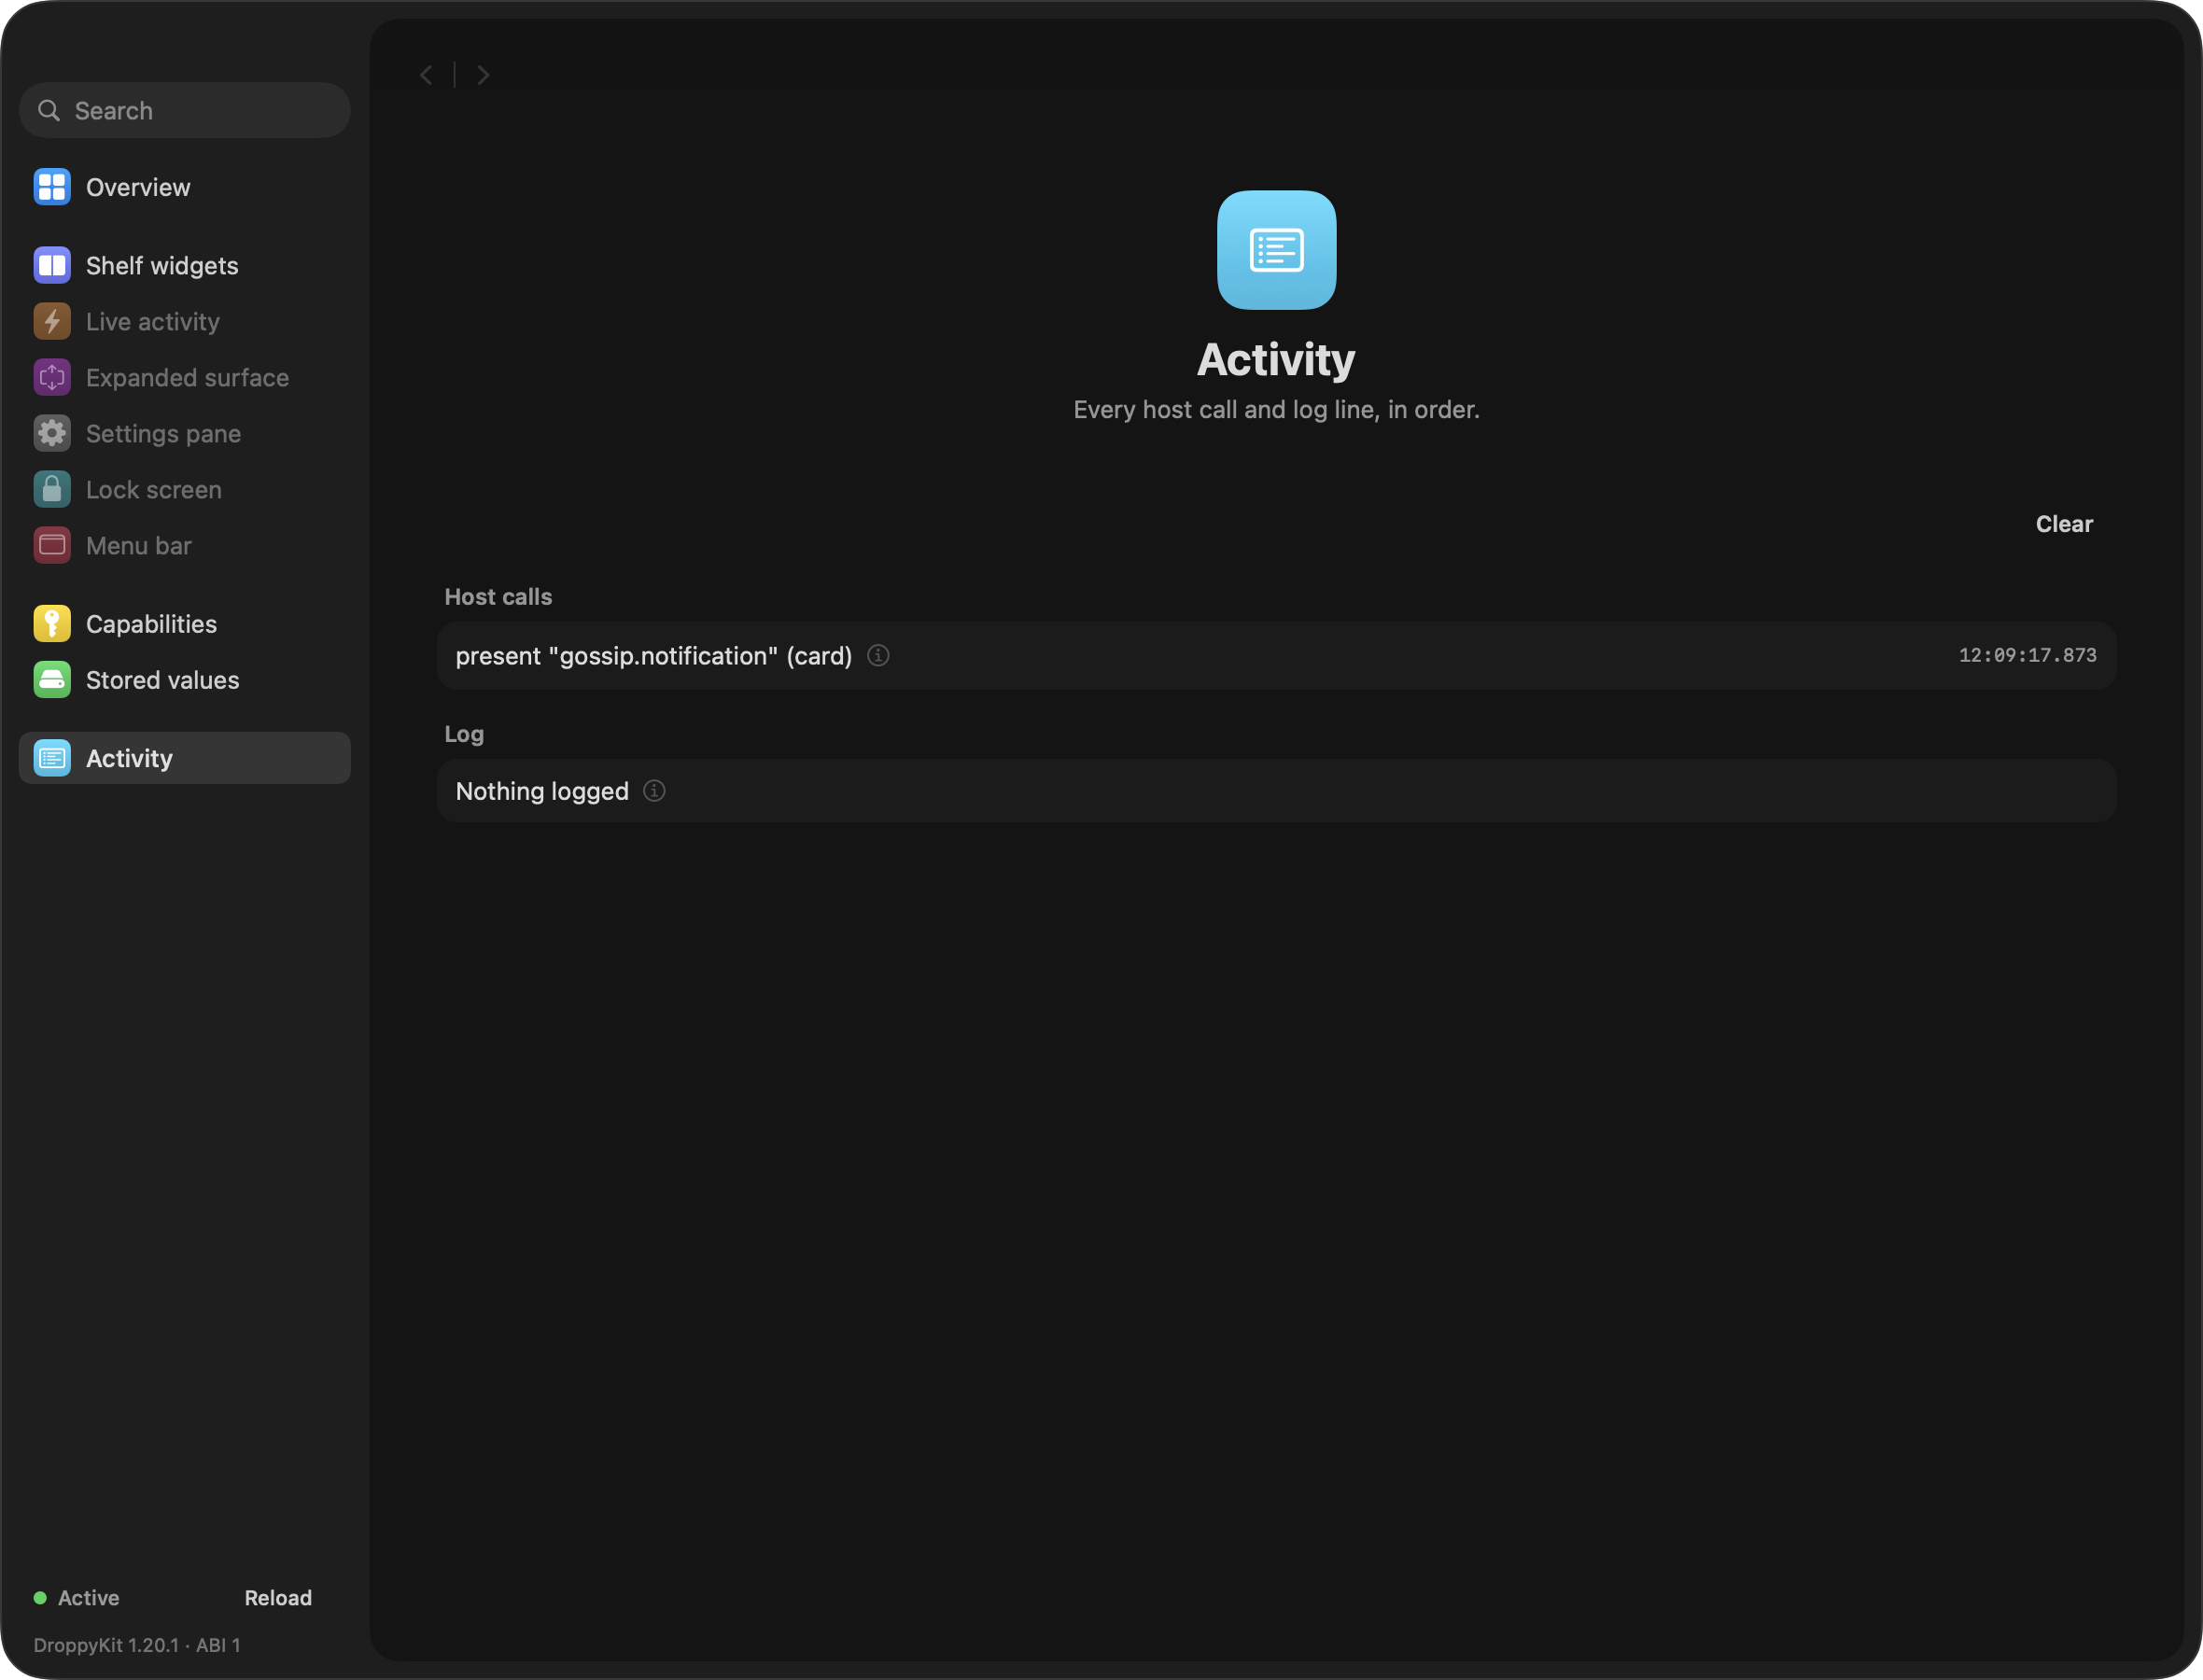 Search
Overview
Shelf widgets
Live activity
Expanded surface
Settings pane
Lock screen
Menu bar
Capabilities
Stored values
Activity
Active
Reload
DroppyKit 1.20.1 · ABI 1
Activity
Every host call and log line, in order.
Clear
Host calls
present "gossip.notification" (card)
12:09:17.873
Log
Nothing logged